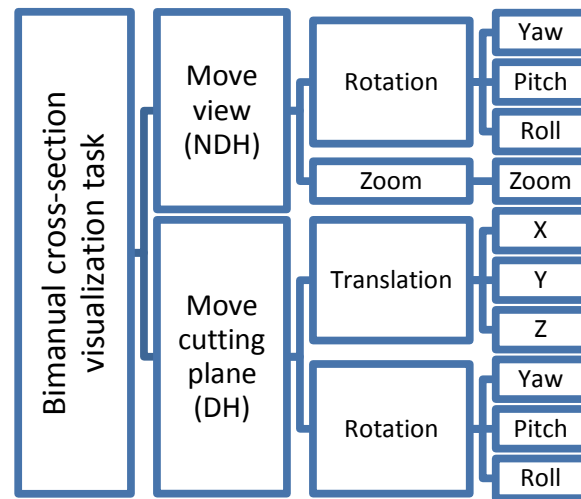 Bimanual cross-section
visualization task
Move
view
(NDH)
Rotation
Yaw
Pitch
Roll
Zoom
Zoom
Move
cutting
plane
(DH)
Translation
X
Y
Z
Rotation
Yaw
Pitch
Roll